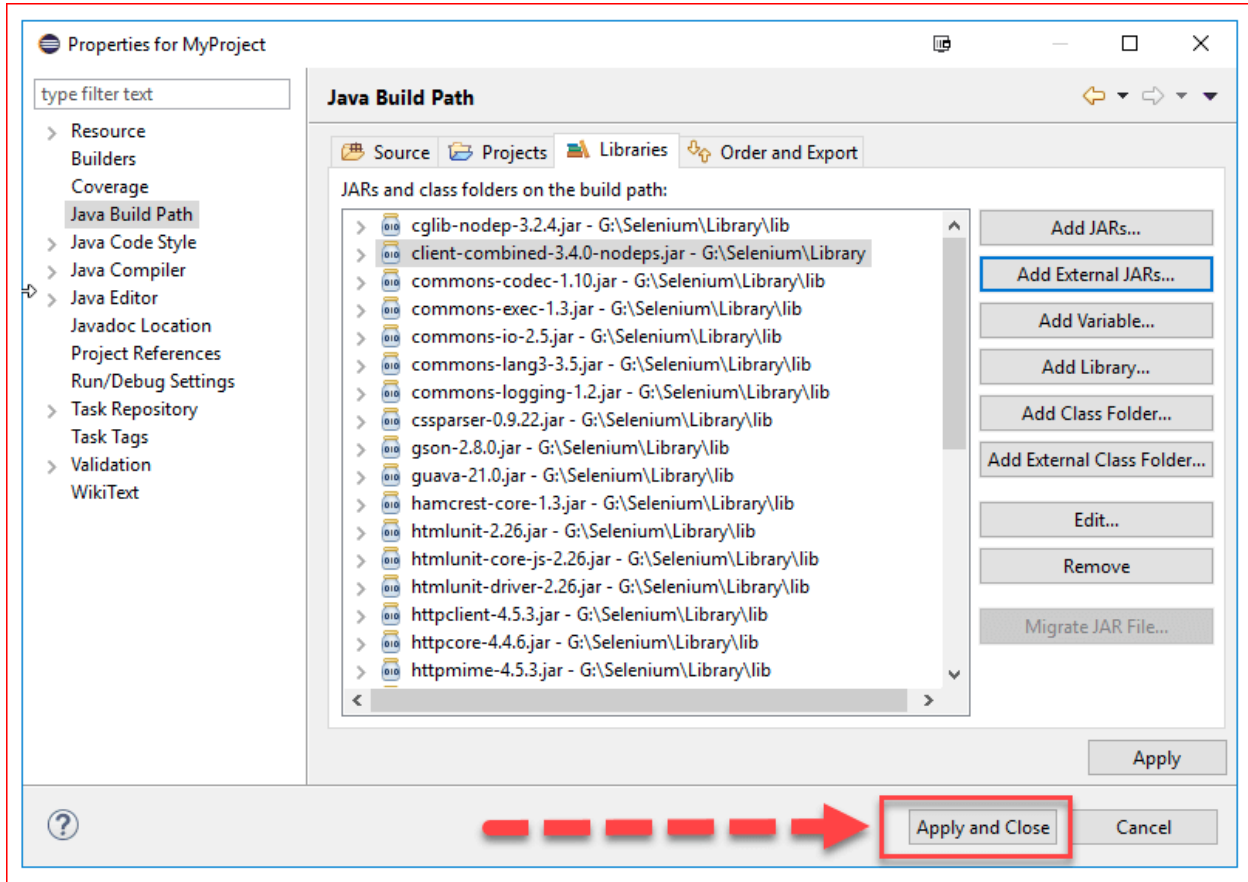 Properties for MyProject
type filter text
Java Build Path
Resource
Builders
Coverage
Java Build Path
Java Code Style
Java Compiler
Java Editor
Javadoc Location
Project References
Run/Debug Settings
Task Repository
Task Tags
Validation
WikiText
Source Projects Libraries Order and Export
JARs and class folders on the build path:
cglib-nodep-3.2.4.jar - G:\Selenium\Library\lib
client-combined-3.4.0-nodeps.jar - G:\Selenium\Library
commons-codec-1.10.jar - G:\Selenium\Library\lib
commons-exec-1.3.jar - G:\Selenium\Library\lib
commons-io-2.5.jar - G:\Selenium\Library\lib
commons-lang3-3.5.jar - G:\Selenium\Library\lib
commons-logging-1.2.jar - G:\Selenium\Library\lib
cssparser-0.9.22.jar - G:\Selenium\Library\lib
gson-2.8.0.jar - G:\Selenium\Library\lib
guava-21.0.jar - G:\Selenium\Library\lib
hamcrest-core-1.3.jar - G:\Selenium\Library\lib
htmlunit-2.26.jar - G:\Selenium\Library\lib
htmlunit-core-js-2.26.jar - G:\Selenium\Library\lib
htmlunit-driver-2.26.jar - G:\Selenium\Library\lib
httpclient-4.5.3.jar - G:\Selenium\Library\lib
httpcore-4.4.6.jar - G:\Selenium\Library\lib
httpmime-4.5.3.jar - G:\Selenium\Library\lib
Add JARs...
Add External JARs...
Add Variable...
Add Library...
Add Class Folder...
Add External Class Folder...
Edit...
Remove
Migrate JAR File...
Apply
Apply and Close
Cancel